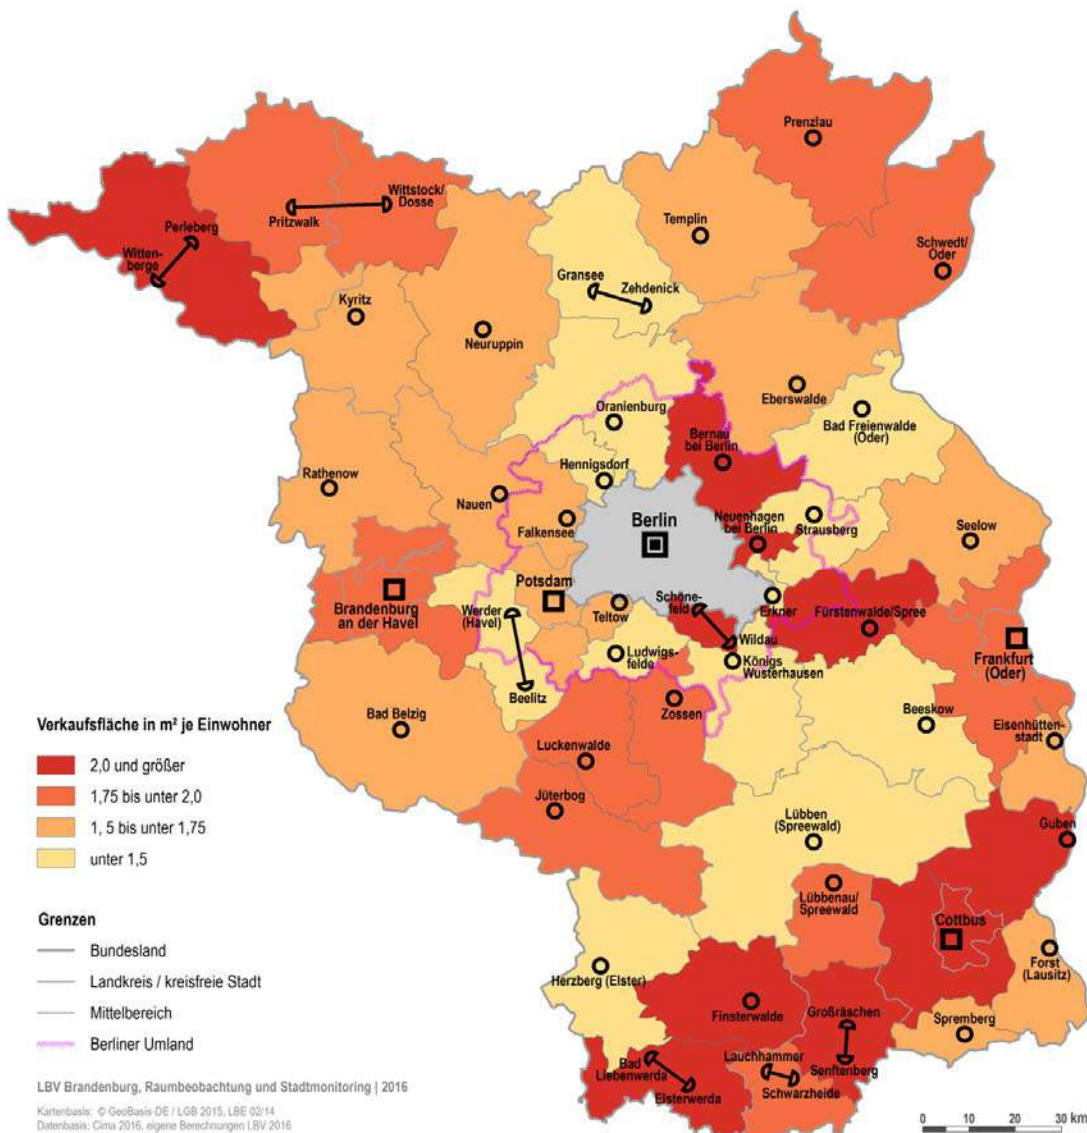 Prenzlau
Wittstock/
Dosse
Pritzwalk
Perleberg
Witten-
berge
Templin
Schwedt/
Oder
Gransee
Zehdenick
Kyritz
Neuruppin
Eberswalde
Oranienburg
Bad Freienwalde
(Oder)
Bernau
bei Berlin
Hennigsdorf
Rathenow
Nauen
Falkensee
Berlin
Neuenhagen
bei Berlin
Strausberg
Seelow
Potsdam
Brandenburg
an der Havel
Werder
(Havel)
Teltow
Schöne-
feld
Erkner
Fürstenwalde/Spree
Wildau
Ludwigs-
felde
Königs
Wusterhausen
Frankfurt
(Oder)
Beelitz
Zossen
Bad Belzig
Beeskow
Eisenhütten-
stadt
Luckenwalde
Jüterbog
Lübben
(Spreewald)
Guben
Lübbenau/
Spreewald
Cottbus
Forst
(Lausitz)
Herzberg (Elster)
Finsterwalde
Großräschen
Spremberg
Bad
Liebenwerda
Lauchhammer
Senftenberg
Elsterwerda
Schwarzheide
Verkaufsfläche in m² je Einwohner
2,0 und größer
1,75 bis unter 2,0
1, 5 bis unter 1,75
unter 1,5
Grenzen
Bundesland
Landkreis / kreisfreie Stadt
Mittelbereich
Berliner Umland
LBV Brandenburg, Raumbeobachtung und Stadtmonitoring | 2016
Kartenbasis: © GeoBasis-DE / LGB 2015, LBE 02/14
Datenbasis: Cima 2016, eigene Berechnungen LBV 2016
0 5 10 20 30 km